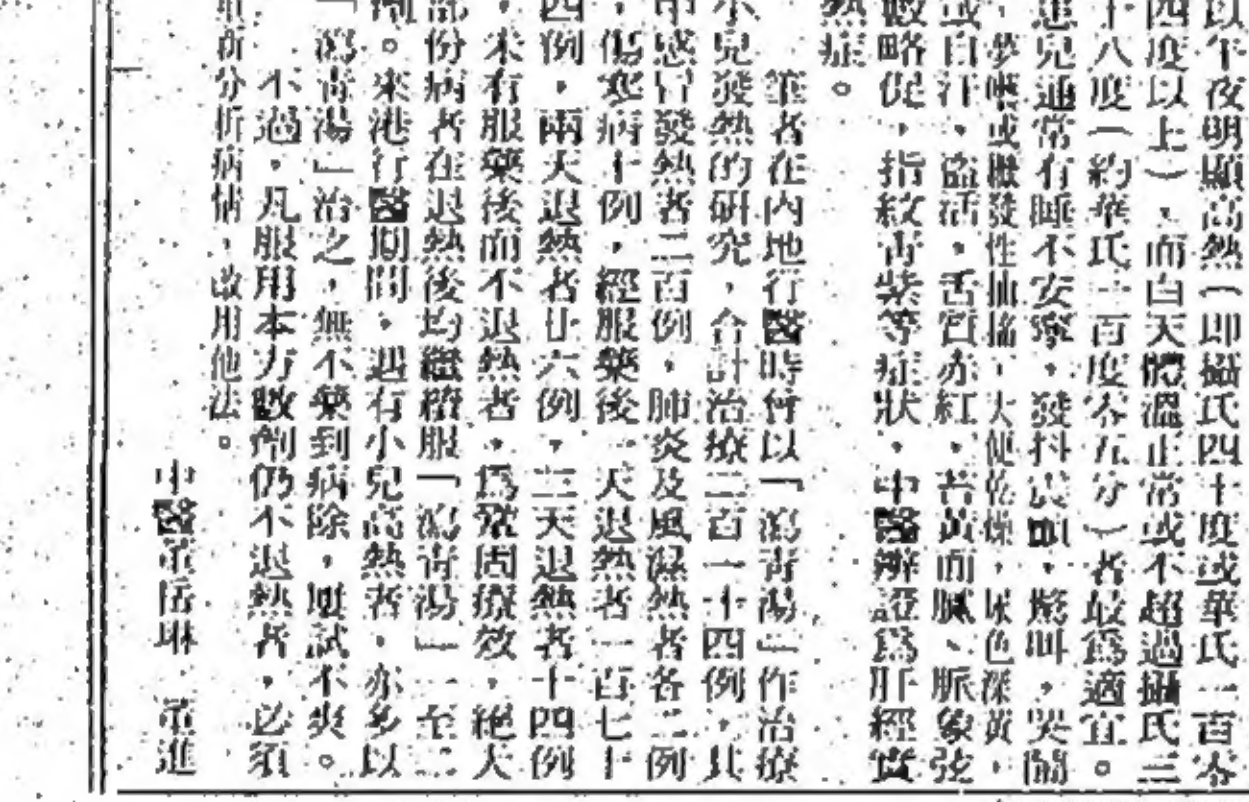 以午夜明顯高熱（即攝氏四十度或華氏一百零
四度以上），而白天體溫正常或不超過攝氏三
十八度（約華氏一百度零五分）者最爲適宜。
患兒通常有睡不安寧，發抖震顫，驚叫，哭鬧
，夢囈或機發性抽搐，大便乾燥，尿色深黃，
或自汗，盜汗，舌質赤紅，苔黃而膩、脈象弦
數略促，指紋青紫等症狀，中醫辨證爲肝經實
熱症。
筆者在內地行醫時曾以「瀉青湯」作治療
小兒發熱的研究，合計治療二百一十四例，其
中感冒發熱者二百例，肺炎及風濕熱者各二例
，傷寒病十例，經服藥後一天退熱者一百七十
四例，兩天退熱者廿六例，三天退熱者十四例
，未有服藥後而不退熱者，爲鞏固療效，絕大
部份病者在退熱後均繼續服「瀉青湯」一至二
劑。來港行醫期間，遇有小兒高熱者，亦多以
「瀉青湯」治之，無不藥到病除，屢試不爽。
不過，凡服用本方數劑仍不退熱者，必須
重新分析病情，改用他法。
中醫 琳